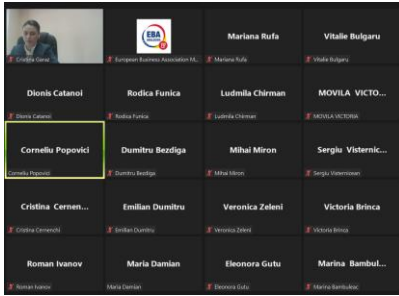 EBA
Mariana Rufa
Vitalie Bulgaru
Cristina Ganai
European Business Association M...
Mariana Rufa
Vitalie Bulgaru
Dionis Catanoi
Rodica Funica
Ludmila Chirman
MOVILA VICTO...
Dionis Catanoi
Rodica Funica
Ludmila Chirman
MOVILA VICTORIA
Corneliu Popovici
Dumitru Bezdiga
Mihai Miron
Sergiu Visternic...
Corneliu Popovici
Dumitru Bezdiga
Mihai Miron
Sergiu Visternicean
Cristina Cernen...
Emilian Dumitru
Veronica Zeleni
Victoria Brinca
Cristina Cernenchi
Emilian Dumitru
Veronica Zeleni
Victoria Brinca
Roman Ivanov
Maria Damian
Eleonora Gutu
Marina Bambul...
Roman Ivanov
Maria Damian
Eleonora Gutu
Marina Bambuleac